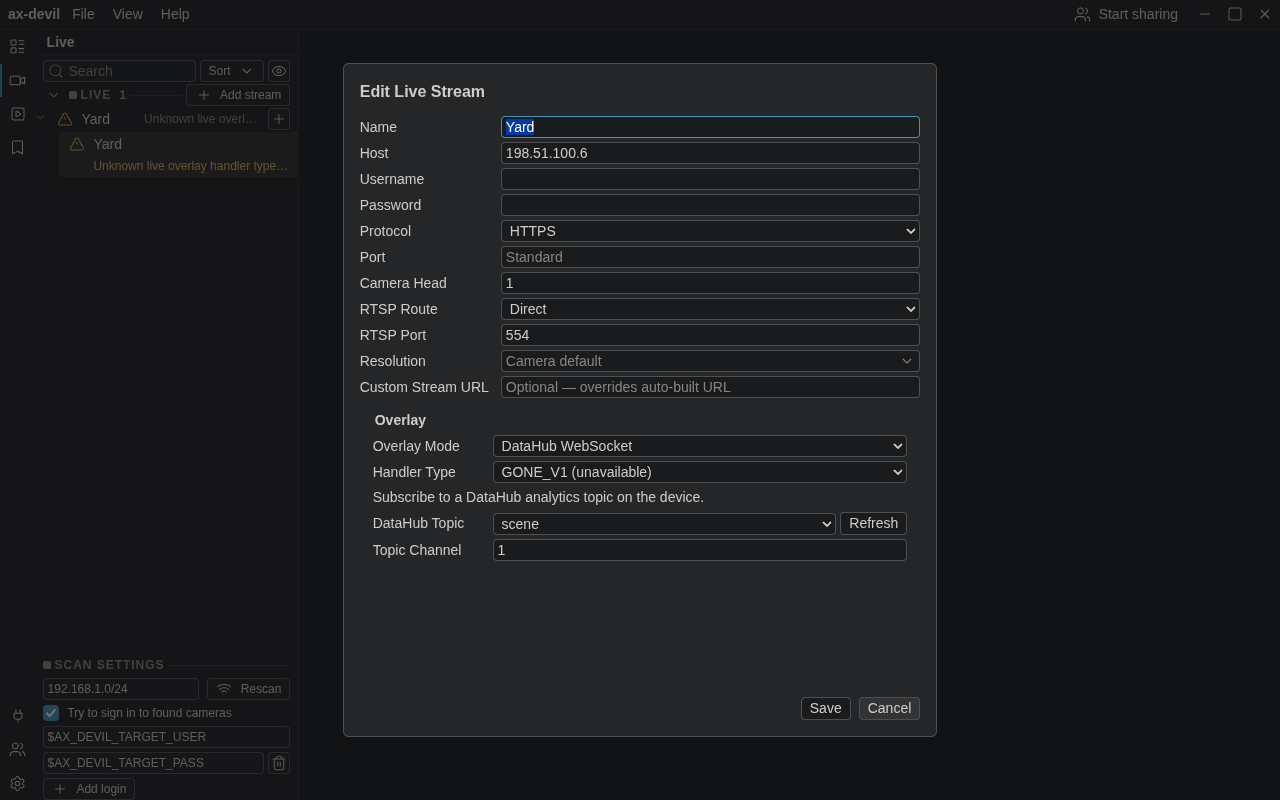 ax-devil File View Help Start sharing
Live
Search Sort
LIVE 1 Add stream
Yard Unknown live overl…
Yard
Unknown live overlay handler type…
SCAN SETTINGS
192.168.1.0/24 Rescan
Try to sign in to found cameras
$AX_DEVIL_TARGET_USER
$AX_DEVIL_TARGET_PASS
Add login
Edit Live Stream
Name Yard
Host 198.51.100.6
Username
Password
Protocol HTTPS
Port Standard
Camera Head 1
RTSP Route Direct
RTSP Port 554
Resolution Camera default
Custom Stream URL Optional — overrides auto-built URL
Overlay
Overlay Mode DataHub WebSocket
Handler Type GONE_V1 (unavailable)
Subscribe to a DataHub analytics topic on the device.
DataHub Topic scene Refresh
Topic Channel 1
Save Cancel